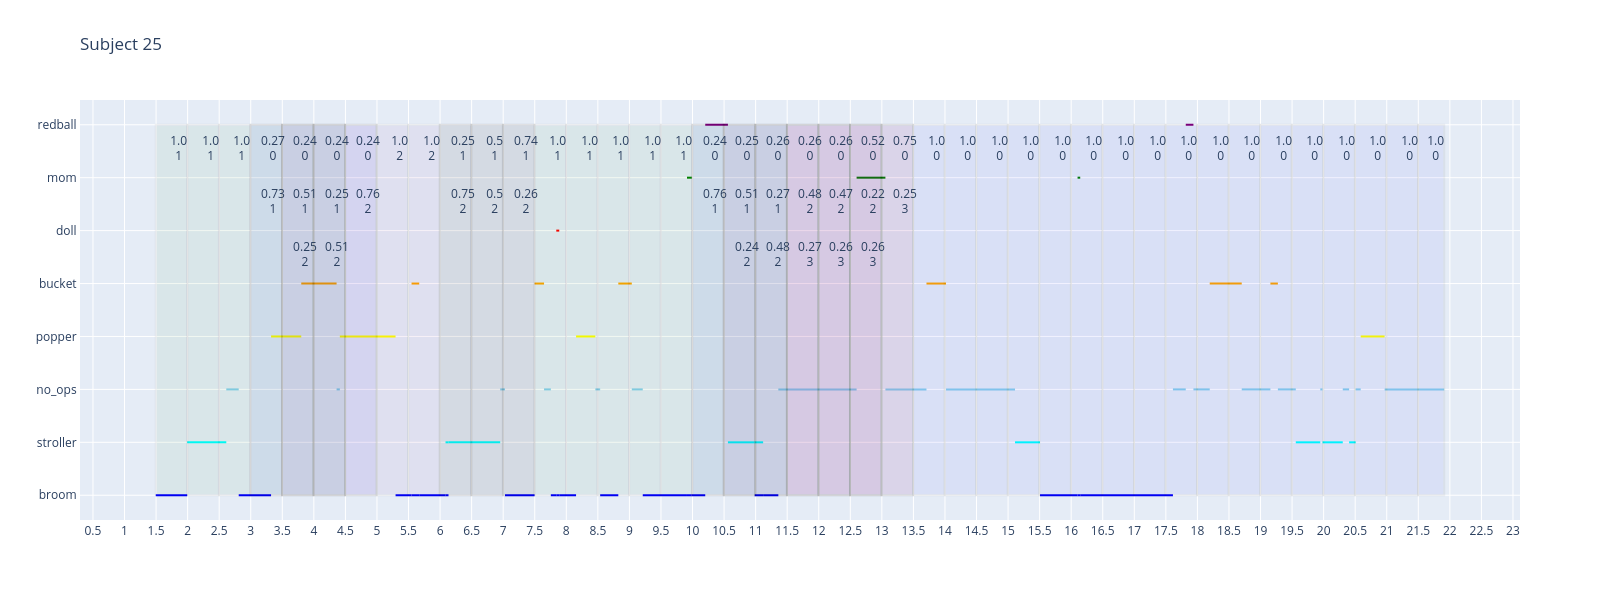 Subject 25
redball
1.0 1.0 1.0 0.27 0.24 0.24 0.24 1.0 1.0 0.25 0.5 0.74 1.0 1.0 1.0 1.0 1.0 0.24 0.25 0.26 0.26 0.26 0.52 0.75 1.0 1.0 1.0 1.0 1.0 1.0 1.0 1.0 1.0 1.0 1.0 1.0 1.0 1.0 1.0 1.0 1.0
1 1 1 0 0 0 0 2 2 1 1 1 1 1 1 1 1 0 0 0 0 0 0 0 0 0 0 0 0 0 0 0 0 0 0 0 0 0 0 0 0
mom
0.73 0.51 0.25 0.76 0.75 0.5 0.26 0.76 0.51 0.27 0.48 0.47 0.22 0.25
1 1 1 2 2 2 2 1 1 1 2 2 2 3
doll
0.25 0.51 0.24 0.48 0.27 0.26 0.26
2 2 2 2 3 3 3
bucket
popper
no_ops
stroller
broom
0.5 1 1.5 2 2.5 3 3.5 4 4.5 5 5.5 6 6.5 7 7.5 8 8.5 9 9.5 10 10.5 11 11.5 12 12.5 13 13.5 14 14.5 15 15.5 16 16.5 17 17.5 18 18.5 19 19.5 20 20.5 21 21.5 22 22.5 23